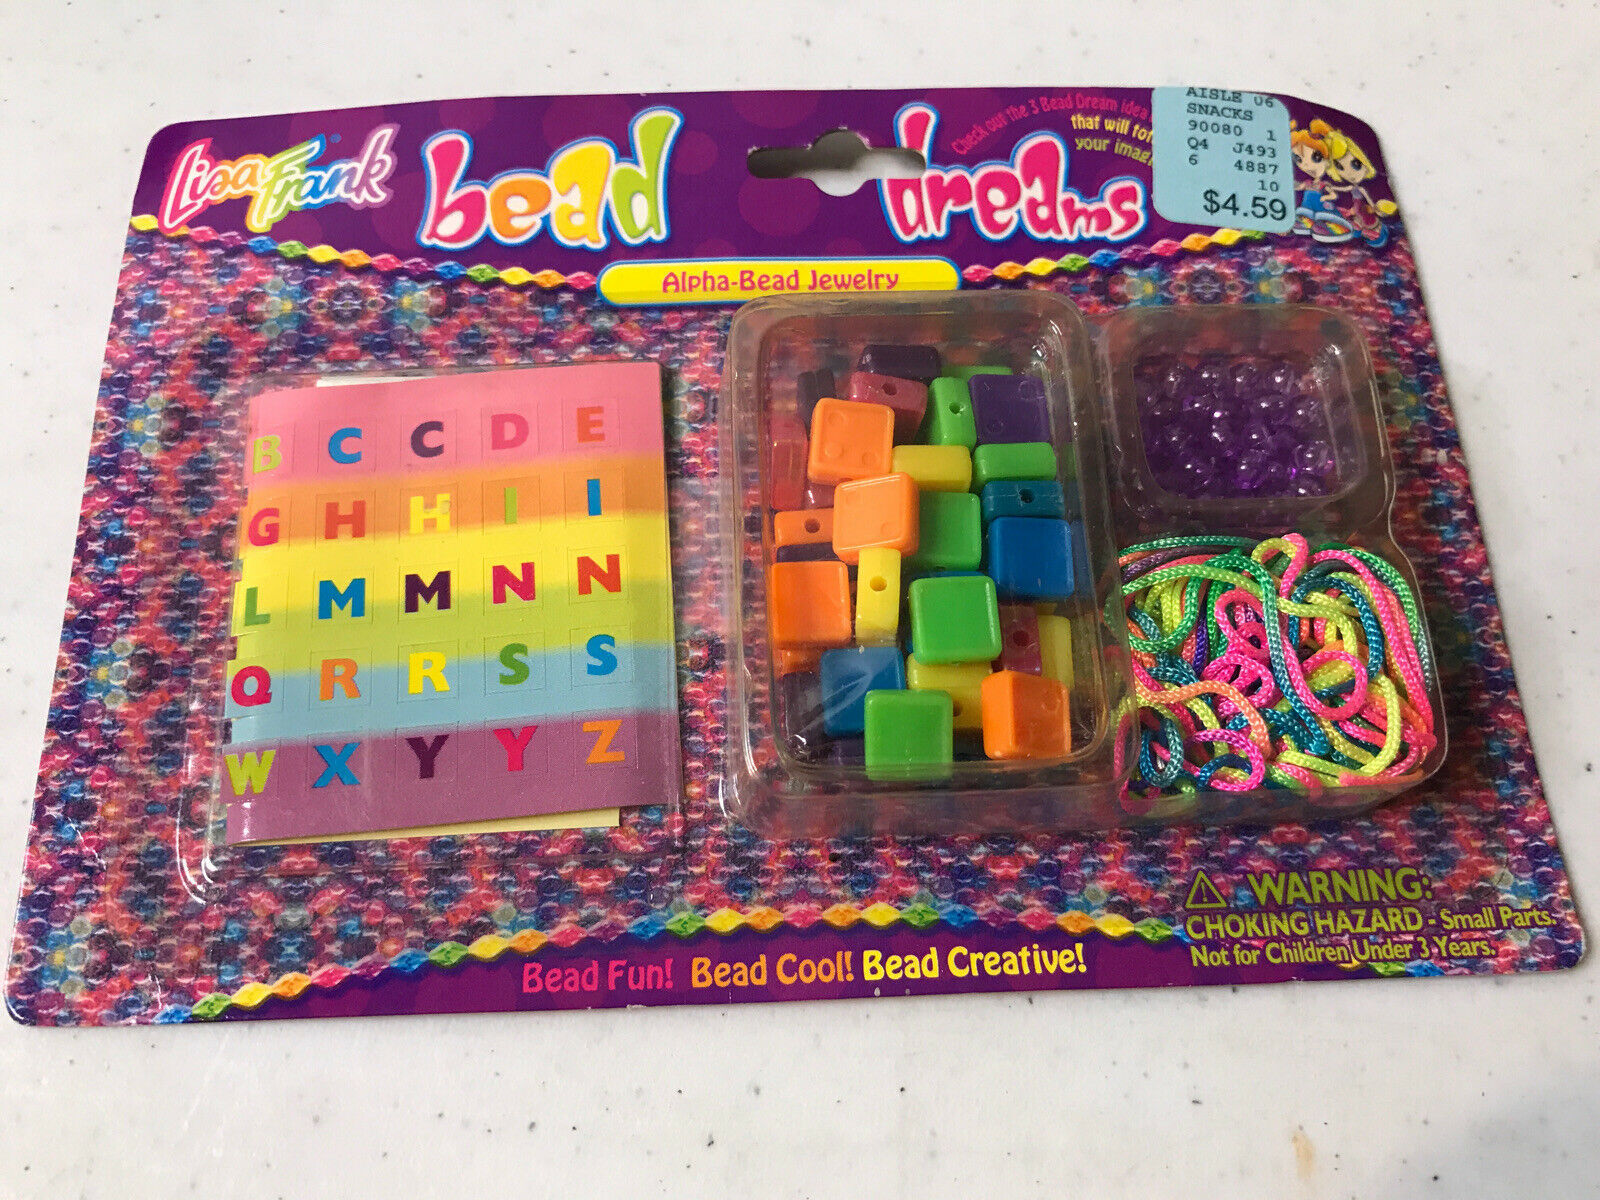 Lisa Frank
bead dreams
Check out the 3 Bead Dream
that will
your
AISLE 06
SNACKS
90080 1
Q4 J493
6 4887
10
$4.59
Alpha-Bead Jewelry
B C C D E
G H H I I
L M M N N
Q R R S S
W X Y Y Z
WARNING:
CHOKING HAZARD - Small Parts.
Not for Children Under 3 Years.
Bead Fun! Bead Cool! Bead Creative!